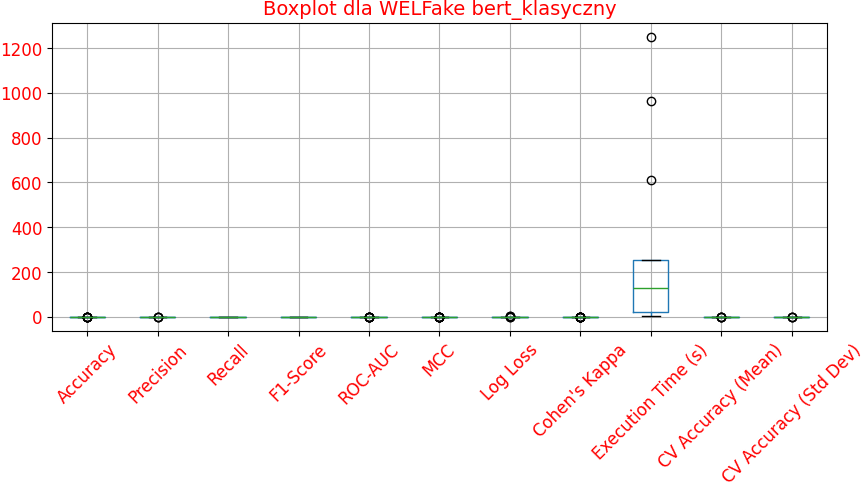 Boxplot dla WELFake bert_klasyczny
1200
1000
800
600
400
200
0
Accuracy
Precision
Recall
F1-Score
ROC-AUC
MCC
Log Loss
Cohen's Kappa
Execution Time (s)
CV Accuracy (Mean)
CV Accuracy (Std Dev)